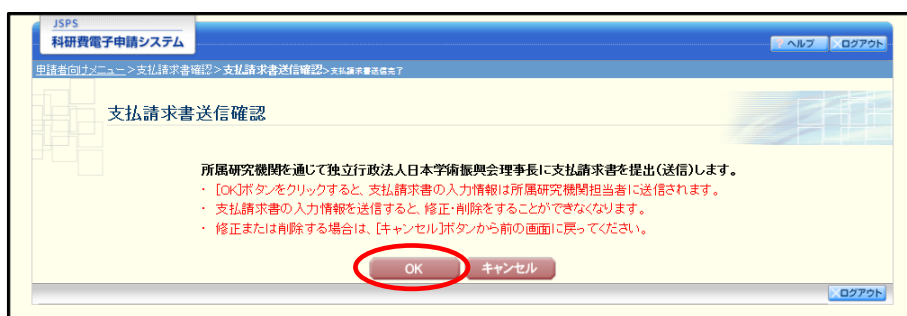 JSPS
科研費電子申請システム
? ヘルプ ×ログアウト
申請者向けメニュー>支払請求書確認>支払請求書送信確認>支払請求書送信完了
支払請求書送信確認
所属研究機関を通じて独立行政法人日本学術振興会理事長に支払請求書を提出(送信)します。
・ [OK]ボタンをクリックすると、支払請求書の入力情報は所属研究機関担当者に送信されます。
・ 支払請求書の入力情報を送信すると、修正・削除をすることができなくなります。
・ 修正または削除する場合は、[キャンセル]ボタンから前の画面に戻ってください。
OK キャンセル
×ログアウト